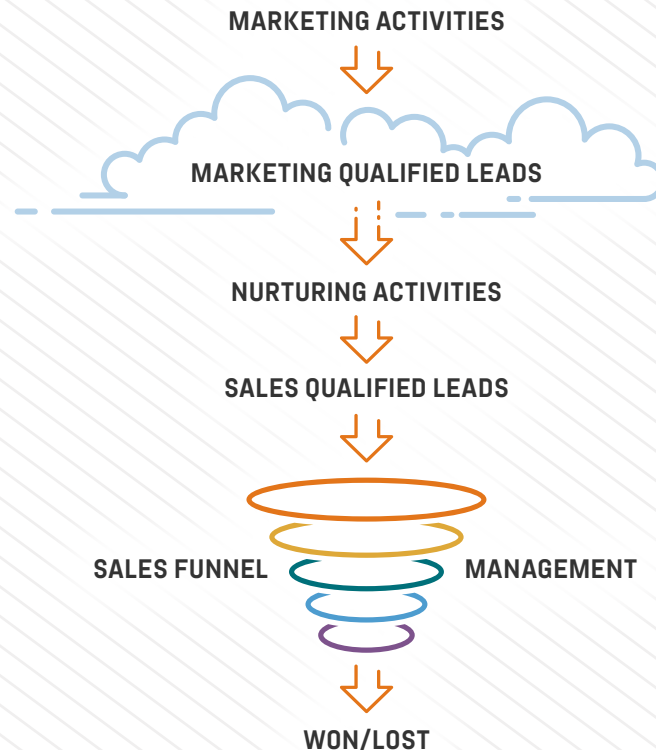 MARKETING ACTIVITIES
MARKETING QUALIFIED LEADS
NURTURING ACTIVITIES
SALES QUALIFIED LEADS
SALES FUNNEL MANAGEMENT
WON/LOST